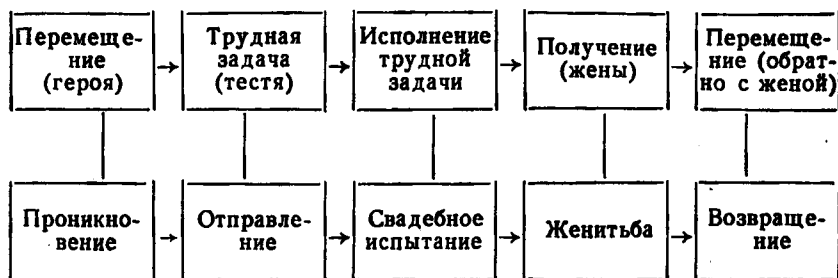 Перемеще-
ние
(героя)
Трудная
задача
(тестя)
Исполнение
трудной
задачи
Получение
(жены)
Перемеще-
ние (обрат-
но с женой)
Проникно-
вение
Отправле-
ние
Свадебное
испытание
Женитьба
Возвраще-
ние